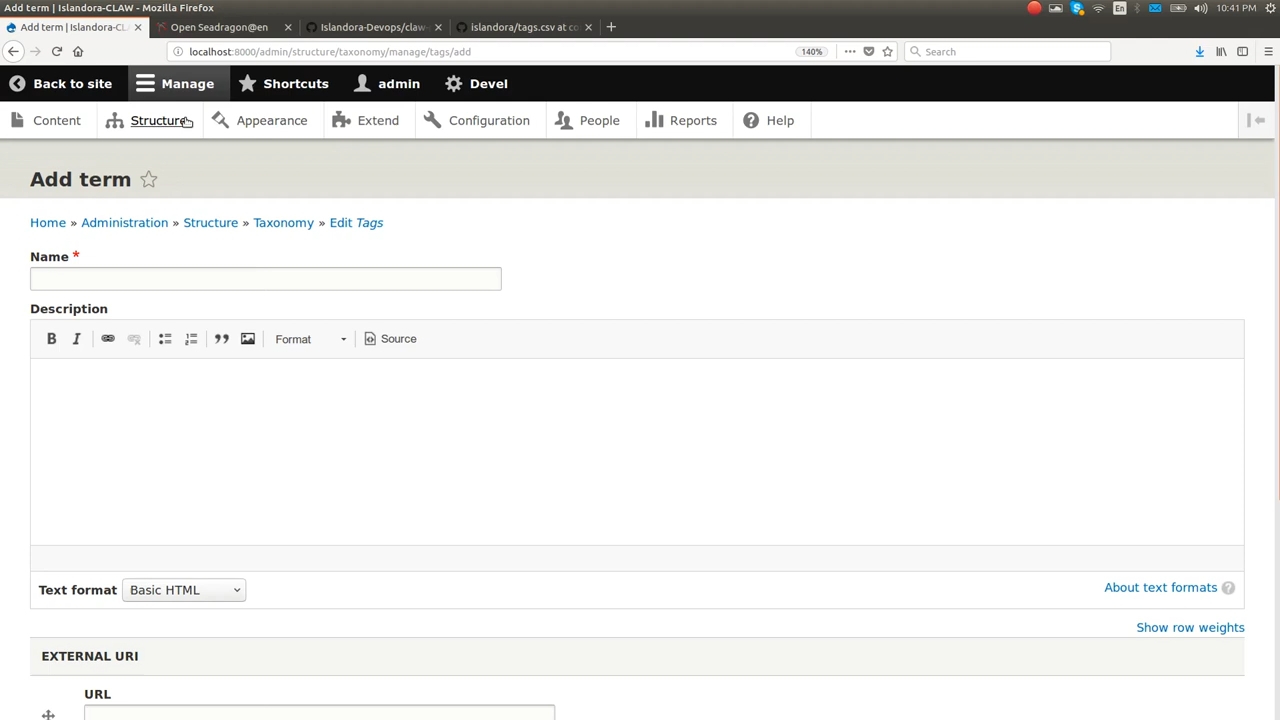 Add term | Islandora-CLAW - Mozilla Firefox
En
10:41 PM
Add term | Islandora-CL
Open Seadragon@en
Islandora-Devops/claw
islandora/tags.csv at co
localhost:8000/admin/structure/taxonomy/manage/tags/add
140%
Search
Back to site
Manage
Shortcuts
admin
Devel
Content
Structure
Appearance
Extend
Configuration
People
Reports
Help
Add term
Home » Administration » Structure » Taxonomy » Edit Tags
Name *
Description
B I
Format
Source
Text format
Basic HTML
About text formats ?
Show row weights
EXTERNAL URI
URL